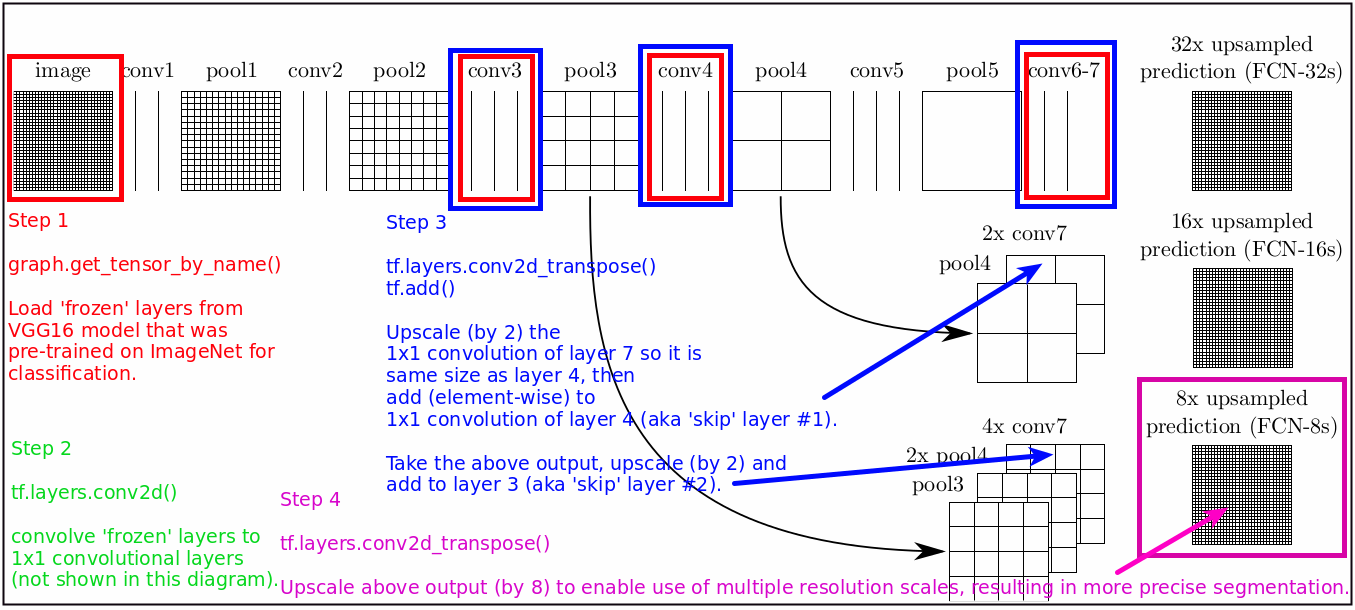 image
conv1
pool1
conv2
pool2
conv3
pool3
conv4
pool4
conv5
pool5
conv6-7
32x upsampled
prediction (FCN-32s)
Step 1
graph.get_tensor_by_name()
Load 'frozen' layers from
VGG16 model that was
pre-trained on ImageNet for
classification.
Step 2
tf.layers.conv2d()
convolve 'frozen' layers to
1x1 convolutional layers
(not shown in this diagram).
Step 3
tf.layers.conv2d_transpose()
tf.add()
Upscale (by 2) the
1x1 convolution of layer 7 so it is
same size as layer 4, then
add (element-wise) to
1x1 convolution of layer 4 (aka 'skip' layer #1).
Take the above output, upscale (by 2) and
add to layer 3 (aka 'skip' layer #2).
Step 4
tf.layers.conv2d_transpose()
Upscale above output (by 8) to enable use of multiple resolution scales, resulting in more precise segmentation.
2x conv7
pool4
16x upsampled
prediction (FCN-16s)
4x conv7
2x pool4
pool3
8x upsampled
prediction (FCN-8s)